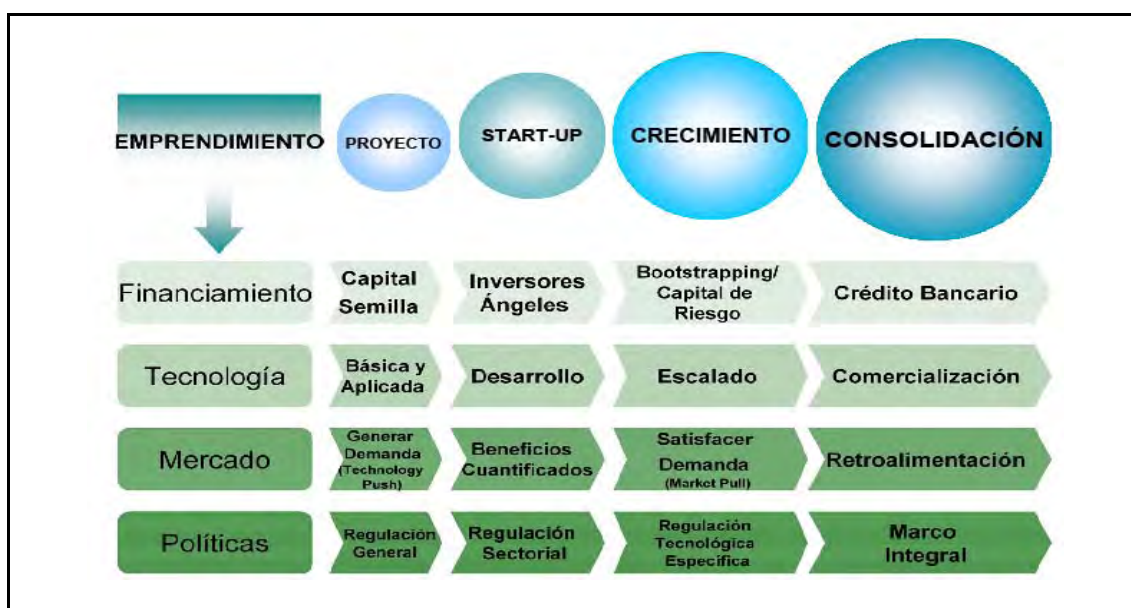 EMPRENDIMIENTO
PROYECTO
START-UP
CRECIMIENTO
CONSOLIDACIÓN
Financiamiento
Capital
Semilla
Inversores
Ángeles
Bootstrapping/
Capital de
Riesgo
Crédito Bancario
Tecnología
Básica y
Aplicada
Desarrollo
Escalado
Comercialización
Mercado
Generar
Demanda
(Technology
Push)
Beneficios
Cuantificados
Satisfacer
Demanda
(Market Pull)
Retroalimentación
Políticas
Regulación
General
Regulación
Sectorial
Regulación
Tecnológica
Específica
Marco
Integral